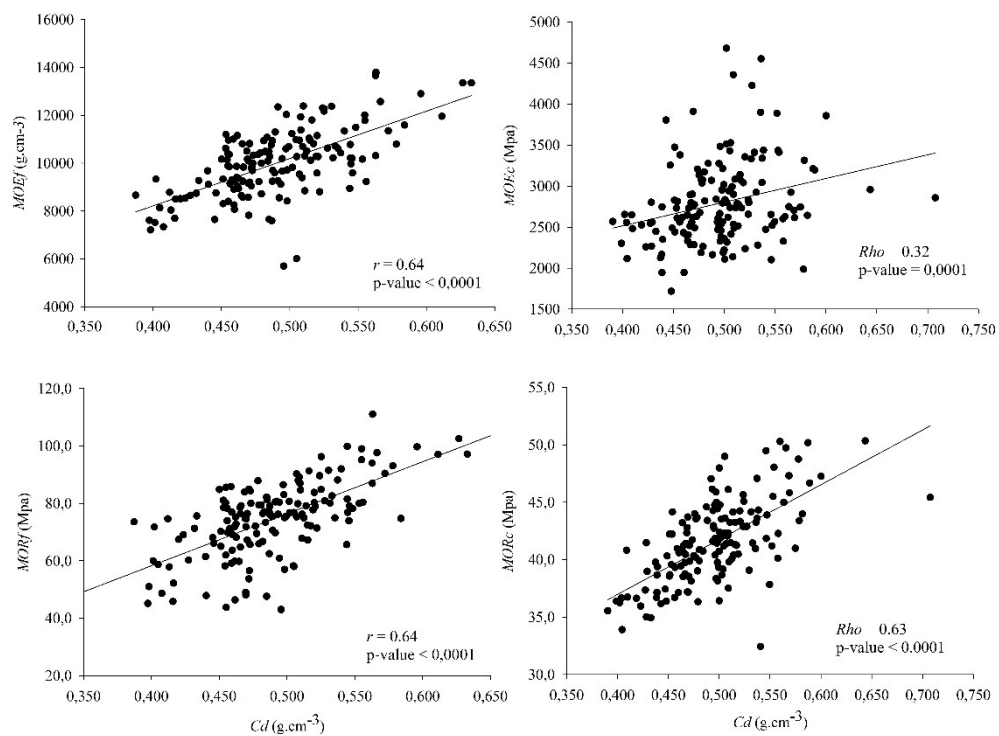 16000
14000
12000
10000
8000
6000
4000
MOEf (g.cm-3)
r = 0.64
p-value < 0,0001
0,350 0,400 0,450 0,500 0,550 0,600 0,650
5000
4500
4000
3500
3000
2500
2000
1500
MOEc (Mpa)
Rho 0.32
p-value = 0,0001
0,350 0,400 0,450 0,500 0,550 0,600 0,650 0,700 0,750
120,0
100,0
80,0
60,0
40,0
20,0
MORf (Mpa)
r = 0.64
p-value < 0,0001
0,350 0,400 0,450 0,500 0,550 0,600 0,650
Cd (g.cm-3)
55,0
50,0
45,0
40,0
35,0
30,0
MORc (Mpa)
Rho 0.63
p-value < 0.0001
0,350 0,400 0,450 0,500 0,550 0,600 0,650 0,700 0,750
Cd (g.cm-3)